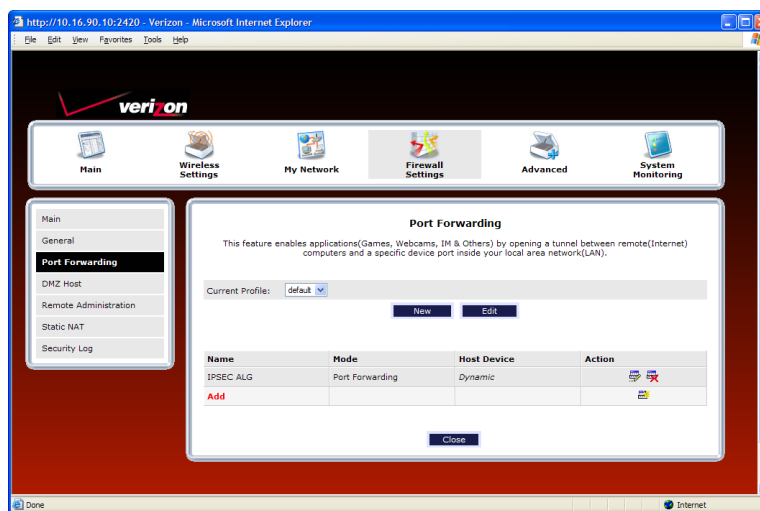 http://10.16.90.10:2420 - Verizon - Microsoft Internet Explorer
File Edit View Favorites Tools Help
verizon
Main
Wireless Settings
My Network
Firewall Settings
Advanced
System Monitoring
Main
General
Port Forwarding
DMZ Host
Remote Administration
Static NAT
Security Log
Port Forwarding
This feature enables applications(Games, Webcams, IM & Others) by opening a tunnel between remote(Internet)
computers and a specific device port inside your local area network(LAN).
Current Profile: default
New Edit
Name Mode Host Device Action
IPSEC ALG Port Forwarding Dynamic
Add
Close
Done Internet